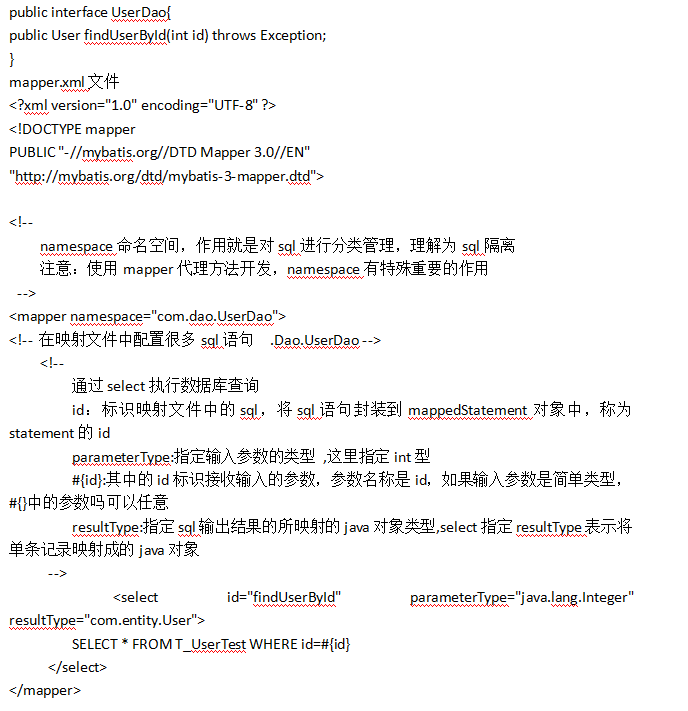 public interface UserDao{
public User findUserById(int id) throws Exception;
}
mapper.xml 文件
<?xml version="1.0" encoding="UTF-8" ?>
<!DOCTYPE mapper
PUBLIC "-//mybatis.org//DTD Mapper 3.0//EN"
"http://mybatis.org/dtd/mybatis-3-mapper.dtd">
<!--
namespace 命名空间，作用就是对 sql 进行分类管理，理解为 sql 隔离
注意：使用 mapper 代理方法开发，namespace 有特殊重要的作用
-->
<mapper namespace="com.dao.UserDao">
<!-- 在映射文件中配置很多 sql 语句 .Dao.UserDao -->
<!--
通过 select 执行数据库查询
id：标识映射文件中的 sql，将 sql 语句封装到 mappedStatement 对象中，称为
statement 的 id
parameterType:指定输入参数的类型 ,这里指定 int 型
#{id}:其中的 id 标识接收输入的参数，参数名称是 id，如果输入参数是简单类型，
#{}中的参数吗可以任意
resultType:指定 sql 输出结果的所映射的 java 对象类型,select 指定 resultType 表示将
单条记录映射成的 java 对象
-->
<select id="findUserById" parameterType="java.lang.Integer"
resultType="com.entity.User">
SELECT * FROM T_UserTest WHERE id=#{id}
</select>
</mapper>